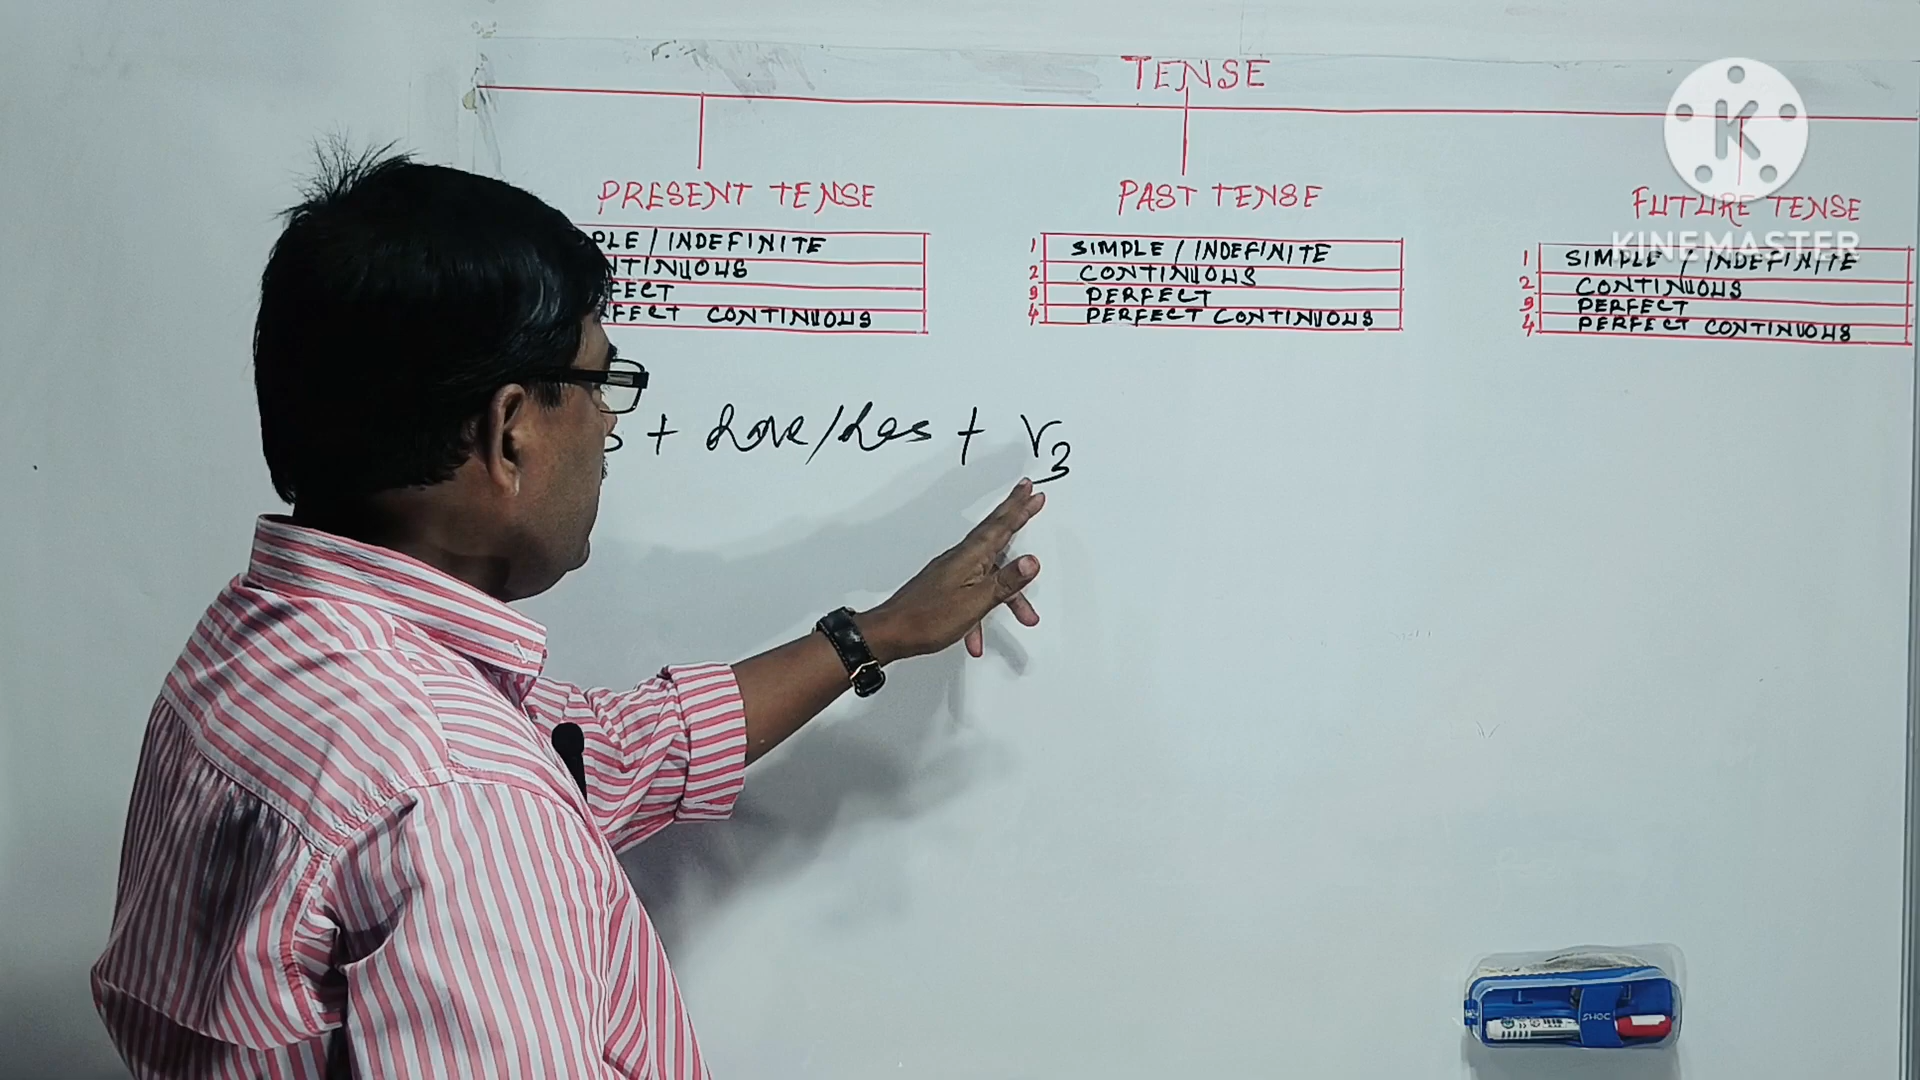 TENSE
PRESENT TENSE
PLE / INDEFINITE
NTINUOUS
FECT
RFECT CONTINUOUS
PAST TENSE
1 SIMPLE / INDEFINITE
2 CONTINUOUS
3 PERFECT
4 PERFECT CONTINUOUS
FUTURE TENSE
1 SIMPLE / INDEFINITE
2 CONTINUOUS
3 PERFECT
4 PERFECT CONTINUOUS
K
KINEMASTER
s + have/has + V3